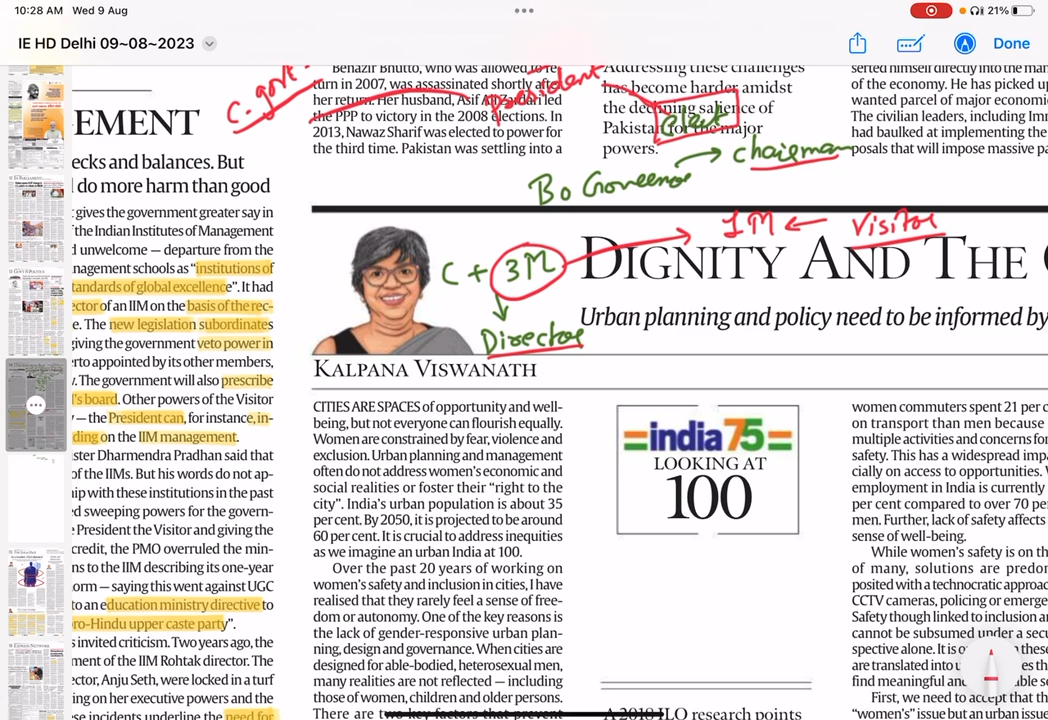 10:28 AM Wed 9 Aug
21%
IE HD Delhi 09~08~2023
Done
EMENT
ecks and balances. But
do more harm than good
gives the government greater say in
f the Indian Institutes of Management
d unwelcome — departure from the
nagement schools as "institutions of
tandards of global excellence". It had
ector of an IIM on the basis of the rec-
e. The new legislation subordinates
giving the government veto power in
erto appointed by its other members,
y. The government will also prescribe
's board. Other powers of the Visitor
— the President can, for instance, in-
ding on the IIM management.
ster Dharmendra Pradhan said that
of the IIMs. But his words do not ap-
ip with these institutions in the past
ed sweeping powers for the govern-
e President the Visitor and giving the
credit, the PMO overruled the min-
ns to the IIM describing its one-year
orm — saying this went against UGC
to an education ministry directive to
ro-Hindu upper caste party".
s invited criticism. Two years ago, the
ment of the IIM Rohtak director. The
ector, Anju Seth, were locked in a turf
ing on her executive powers and the
se incidents underline the need for
C. govt.
President
Benazir Bhutto, who was allowed to re-
turn in 2007, was assassinated shortly after
her return. Her husband, Asif Ali Zardari led
the PPP to victory in the 2008 elections. In
2013, Nawaz Sharif was elected to power for
the third time. Pakistan was settling into a
Addressing these challenges
has become harder amidst
the declining salience of
Pakistan for the major
powers.
serted himself directly into the ma
of the economy. He has picked up
wanted parcel of major economi
The civilian leaders, including Imr
had baulked at implementing the
posals that will impose massive pa
Bo Governor
chairman
C + 3M
1M
Visitor
Director
DIGNITY AND THE
Urban planning and policy need to be informed by
KALPANA VISWANATH
CITIES ARE SPACES of opportunity and well-
being, but not everyone can flourish equally.
Women are constrained by fear, violence and
exclusion. Urban planning and management
often do not address women's economic and
social realities or foster their "right to the
city". India's urban population is about 35
per cent. By 2050, it is projected to be around
60 per cent. It is crucial to address inequities
as we imagine an urban India at 100.
Over the past 20 years of working on
women's safety and inclusion in cities, I have
realised that they rarely feel a sense of free-
dom or autonomy. One of the key reasons is
the lack of gender-responsive urban plan-
ning, design and governance. When cities are
designed for able-bodied, heterosexual men,
many realities are not reflected — including
those of women, children and older persons.
There are two key factors that prevent
india75
LOOKING AT
100
A 2018 ILO research points
women commuters spent 21 per c
on transport than men because
multiple activities and concerns for
safety. This has a widespread impa
cially on access to opportunities. W
employment in India is currently
per cent compared to over 70 pe
men. Further, lack of safety affects
sense of well-being.
While women's safety is on th
of many, solutions are predor
posited with a technocratic approac
CCTV cameras, policing or emerge
Safety though linked to inclusion an
cannot be subsumed under a secu
spective alone. It is o these
are translated into u es th
find meaningful an able so
First, we need to accept that th
"women's" issue but an urban issue